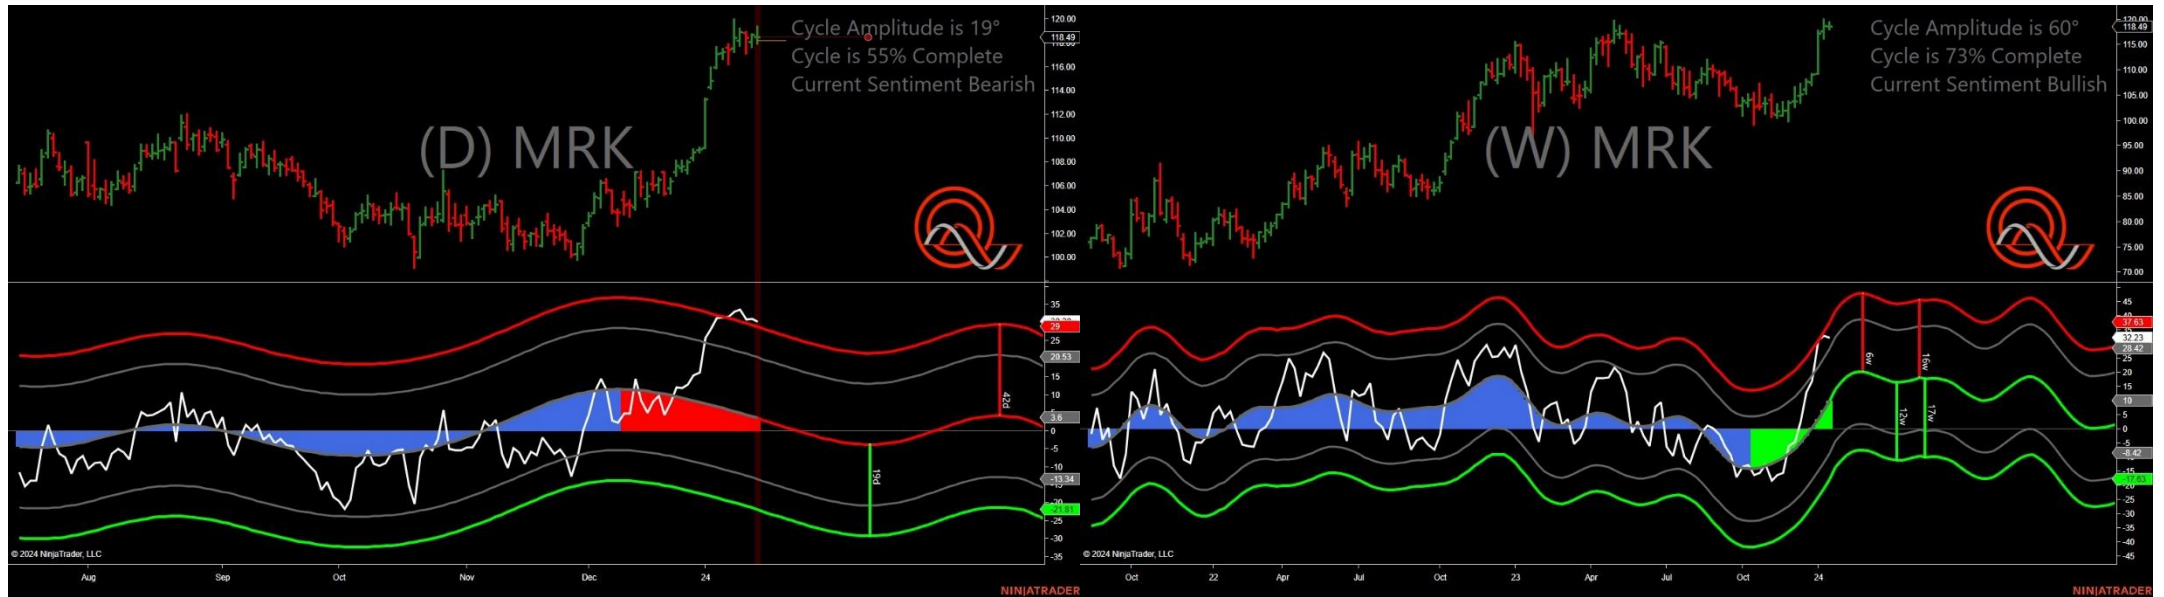 Cycle Amplitude is 19°
Cycle is 55% Complete
Current Sentiment Bearish
(D) MRK
120.00
118.49
116.00
114.00
112.00
110.00
108.00
106.00
104.00
102.00
100.00
35
29
25
20.53
15
10
3.6
0
-5
-10
-13.34
-21.81
-25
-30
-35
42d
19d
© 2024 NinjaTrader, LLC
Aug
Sep
Oct
Nov
Dec
24
NINJATRADER
Cycle Amplitude is 60°
Cycle is 73% Complete
Current Sentiment Bullish
(W) MRK
120.00
118.49
115.00
110.00
105.00
100.00
95.00
90.00
85.00
80.00
75.00
70.00
45
37.63
32.23
28.42
20
15
10
5
0
-5
-8.42
-15
-17.63
-25
-30
-35
-40
-45
6w
16w
12w
17w
© 2024 NinjaTrader, LLC
Oct
22
Apr
Jul
Oct
23
Apr
Jul
Oct
24
NINJATRADER